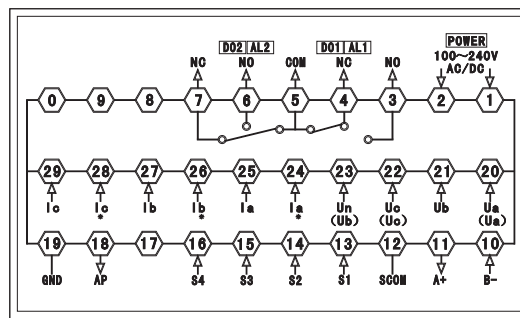 DO2 AL2 DO1 AL1 POWER
NC NO COM NC NO 100~240V
AC/DC
0 9 8 7 6 5 4 3 2 1
29 28 27 26 25 24 23 22 21 20
Ic Ic Ib Ib Ia Ia Un Uc Ub Ua
* * * (Ub) (Uc) (Ua)
19 18 17 16 15 14 13 12 11 10
GND AP S4 S3 S2 S1 SCOM A+ B-